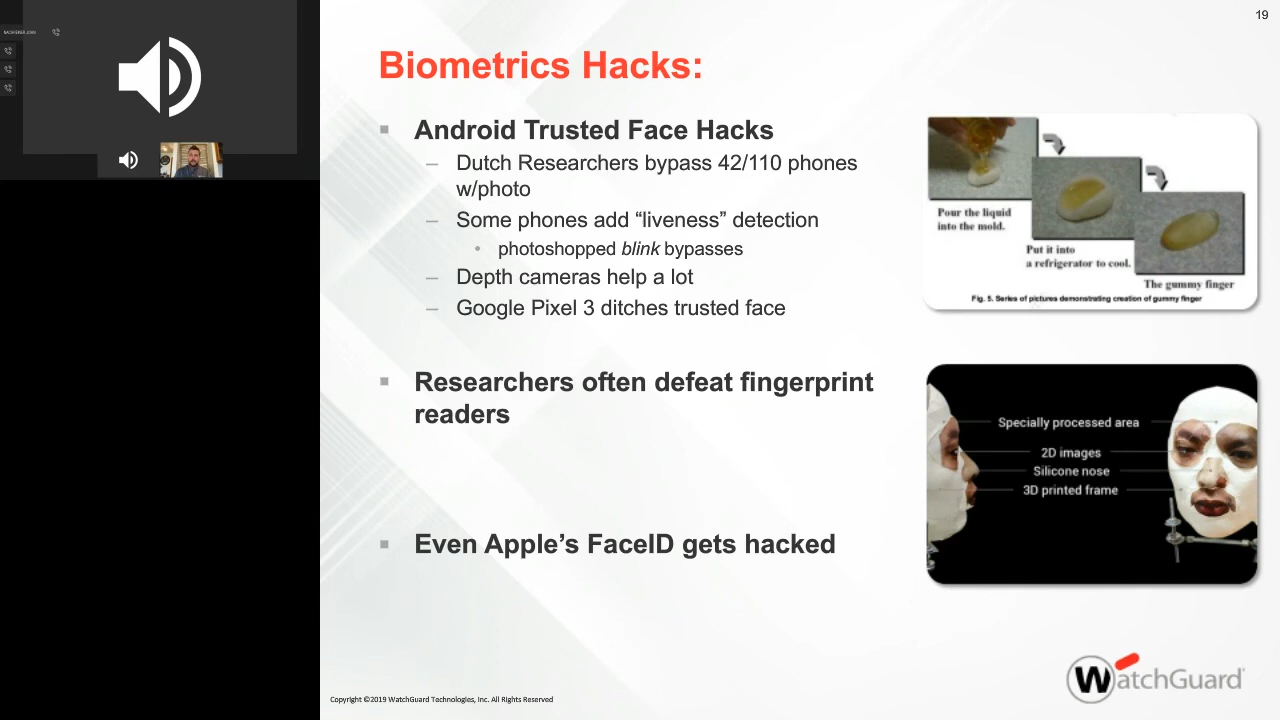 19
Biometrics Hacks:
Android Trusted Face Hacks
– Dutch Researchers bypass 42/110 phones
w/photo
– Some phones add “liveness” detection
• photoshopped blink bypasses
– Depth cameras help a lot
– Google Pixel 3 ditches trusted face
Researchers often defeat fingerprint
readers
Even Apple’s FaceID gets hacked
Pour the liquid
into the mold.
Put it into
a refrigerator to cool.
The gummy finger
Fig. 5. Series of pictures demonstrating creation of gummy finger
Specially processed area
2D images
Silicone nose
3D printed frame
WatchGuard
Copyright ©2019 WatchGuard Technologies, Inc. All Rights Reserved